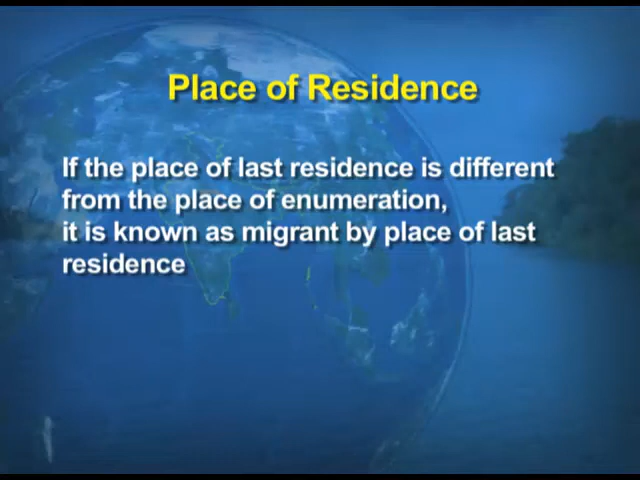 Place of Residence
If the place of last residence is different
from the place of enumeration,
it is known as migrant by place of last
residence